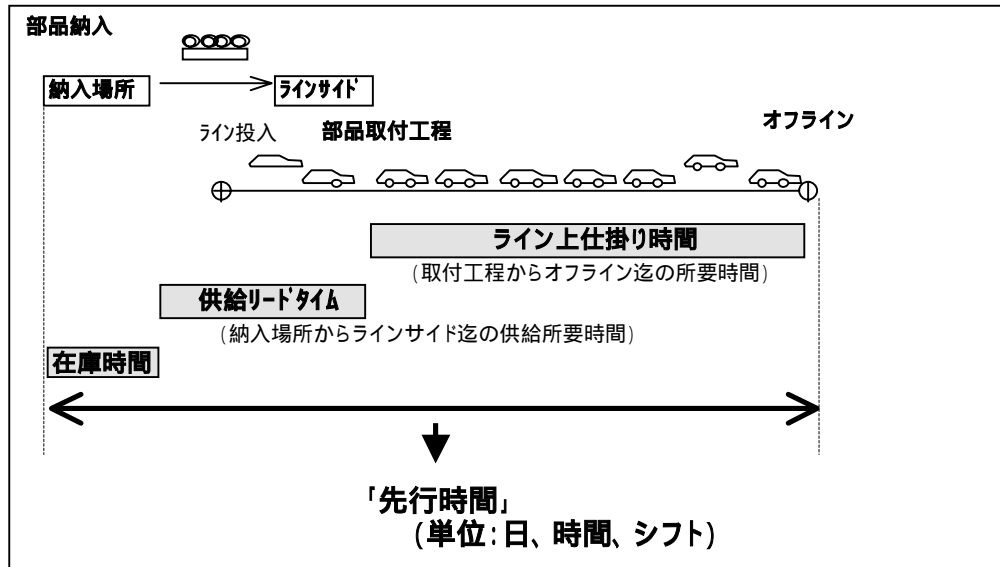 部品納入
納入場所
ﾗｲﾝｻｲﾄﾞ
ﾗｲﾝ投入
部品取付工程
オフライン
ライン上仕掛り時間
(取付工程からオフライン迄の所要時間)
供給ﾘｰﾄﾞﾀｲﾑ
(納入場所からﾗｲﾝｻｲﾄﾞ迄の供給所要時間)
在庫時間
「先行時間」
(単位:日、時間、シフト)